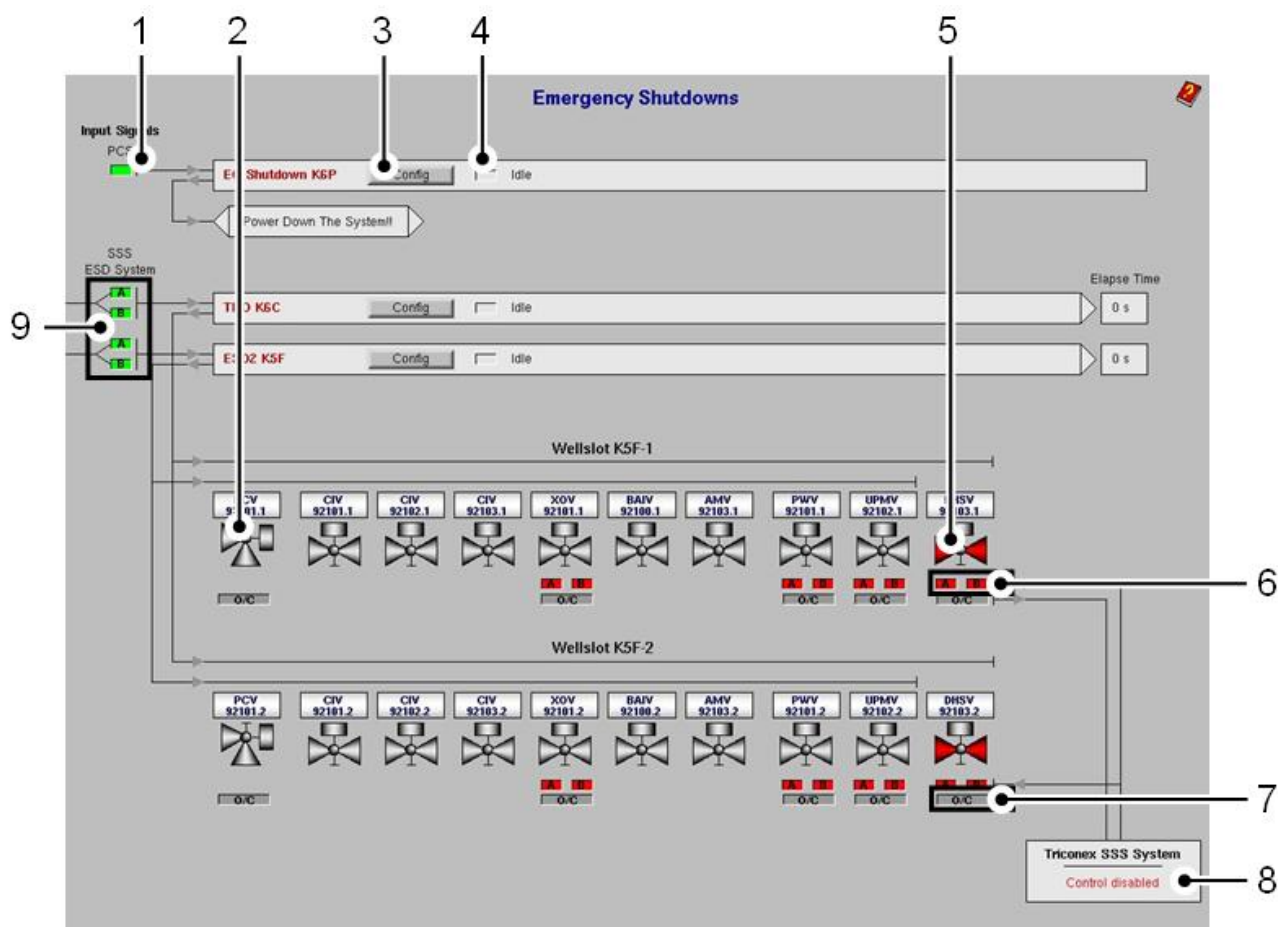 1 2 3 4 5
Emergency Shutdowns
Input Signals
PCS
Shutdown K6P Config Idle
Power Down The System!!
SSS
ESD System
Elapse Time
A
B
K6C Config Idle 0 s
9
A
B
K5F Config Idle 0 s
Wellslot K5F-1
CIV CIV CIV XOV BAIV AMV PWV UPMV
92101.1 92102.1 92103.1 92101.1 92100.1 92103.1 92101.1 92102.1
A B A B A B A B 6
O/C O/C O/C O/C O/C
Wellslot K5F-2
PCV CIV CIV CIV XOV BAIV AMV PWV UPMV DHSV
92101.2 92101.2 92102.2 92103.2 92101.2 92100.2 92103.2 92101.2 92102.2 92103.2
A B A B A B A B
O/C O/C O/C O/C O/C 7
Triconex SSS System
Control disabled 8